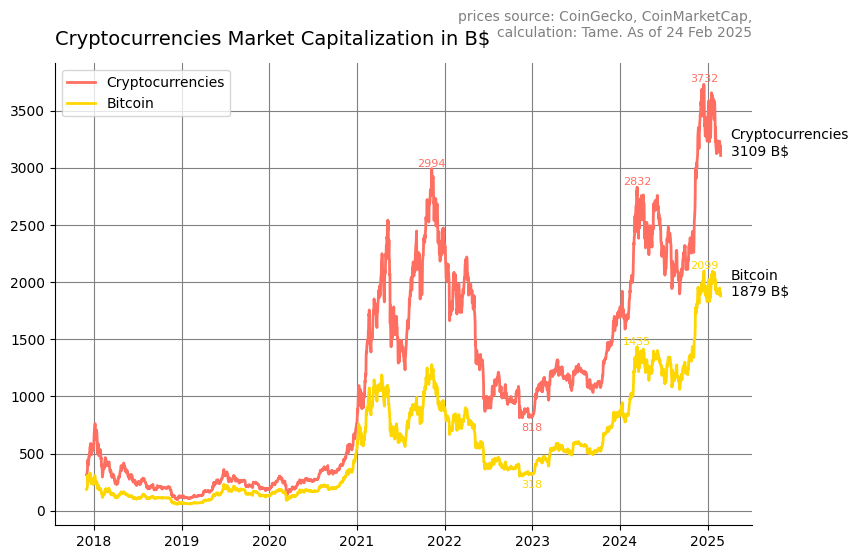 prices source: CoinGecko, CoinMarketCap,
calculation: Tame. As of 24 Feb 2025
Cryptocurrencies Market Capitalization in B$
Cryptocurrencies
Bitcoin
3500
3000
2500
2000
1500
1000
500
0
2994
2832
3732
818
1435
2099
318
Cryptocurrencies
3109 B$
Bitcoin
1879 B$
2018 2019 2020 2021 2022 2023 2024 2025